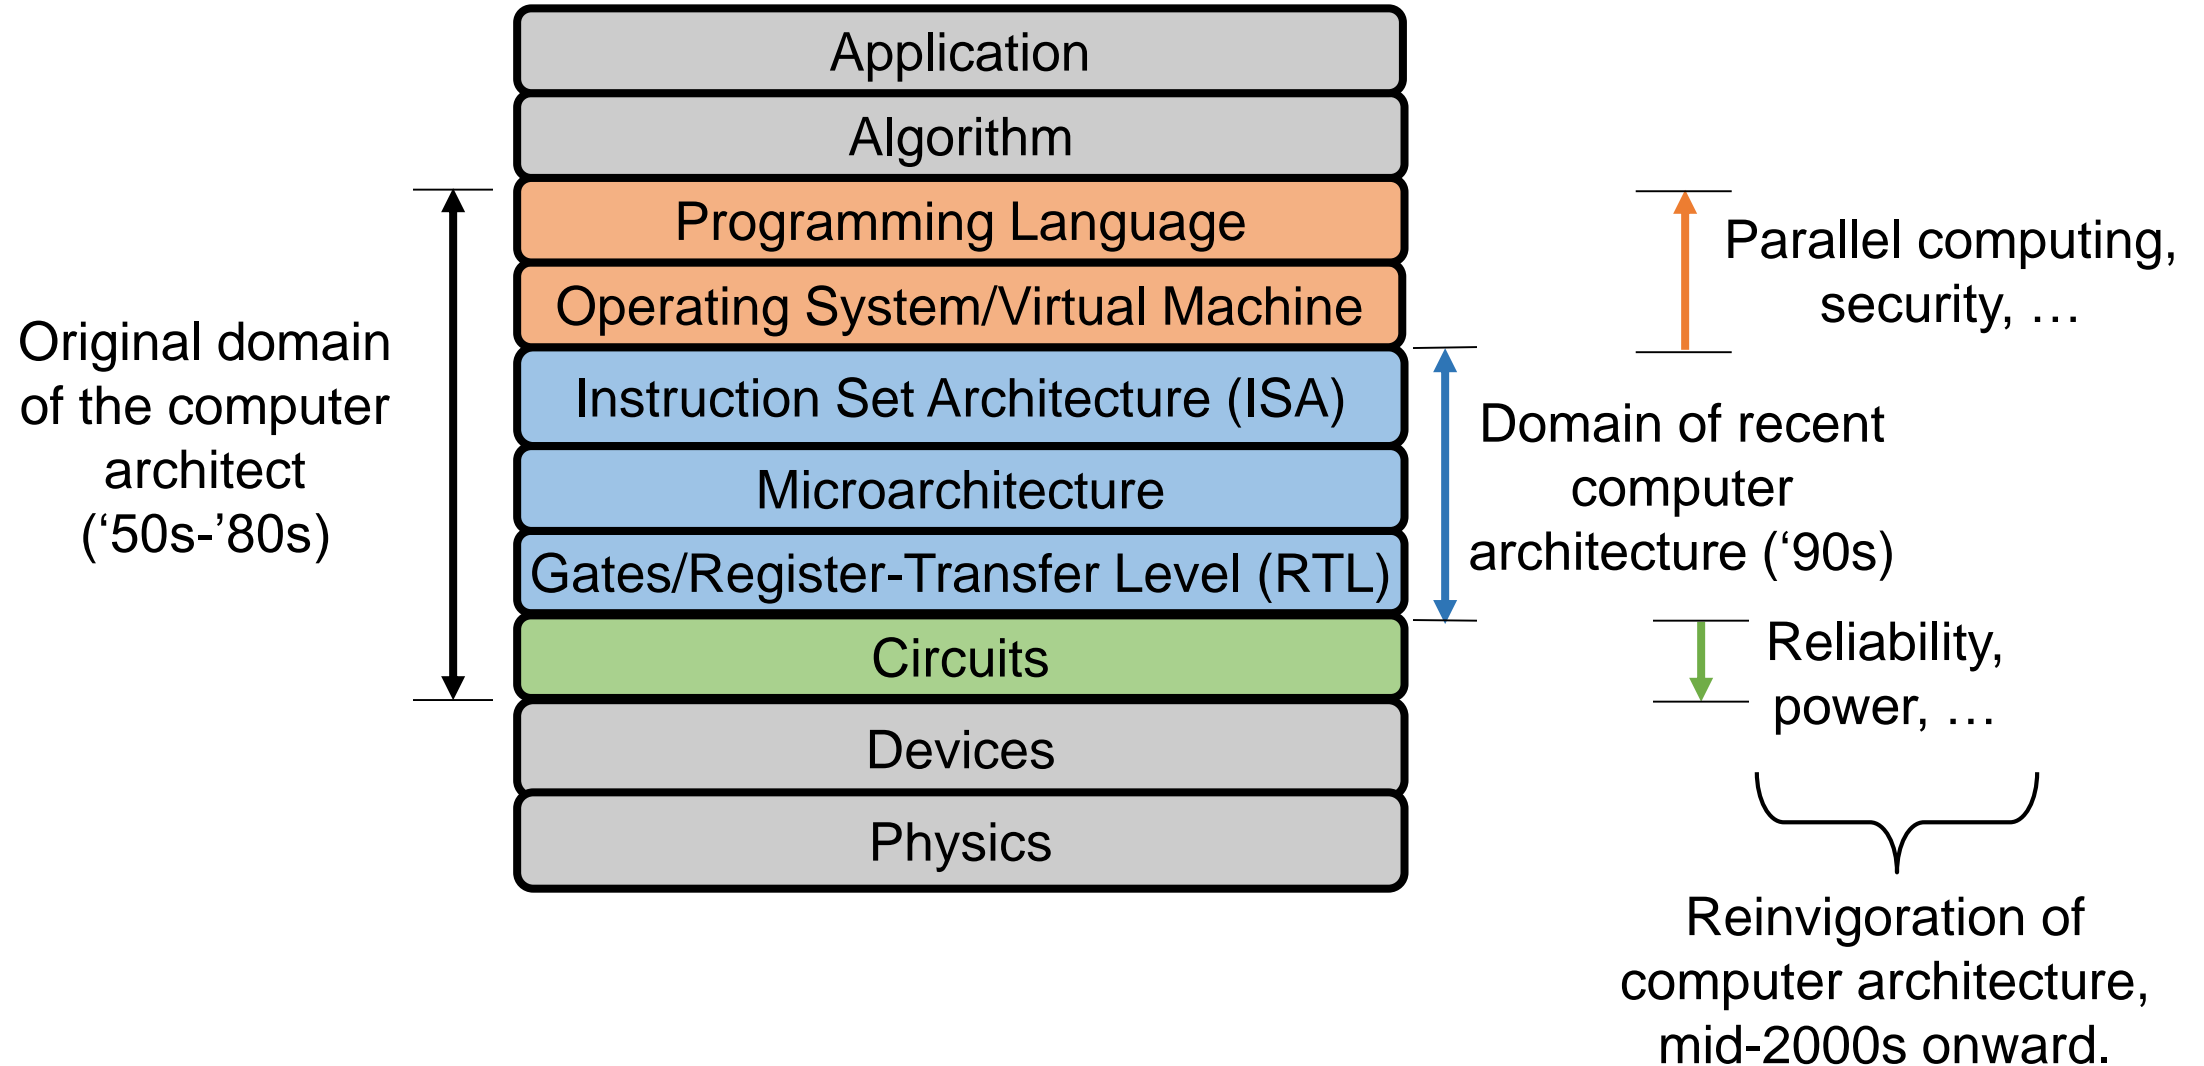 Application
Algorithm
Programming Language
Operating System/Virtual Machine
Instruction Set Architecture (ISA)
Microarchitecture
Gates/Register-Transfer Level (RTL)
Circuits
Devices
Physics
Original domain
of the computer
architect
(‘50s-’80s)
Parallel computing,
security, …
Domain of recent
computer
architecture (‘90s)
Reliability,
power, …
Reinvigoration of
computer architecture,
mid-2000s onward.